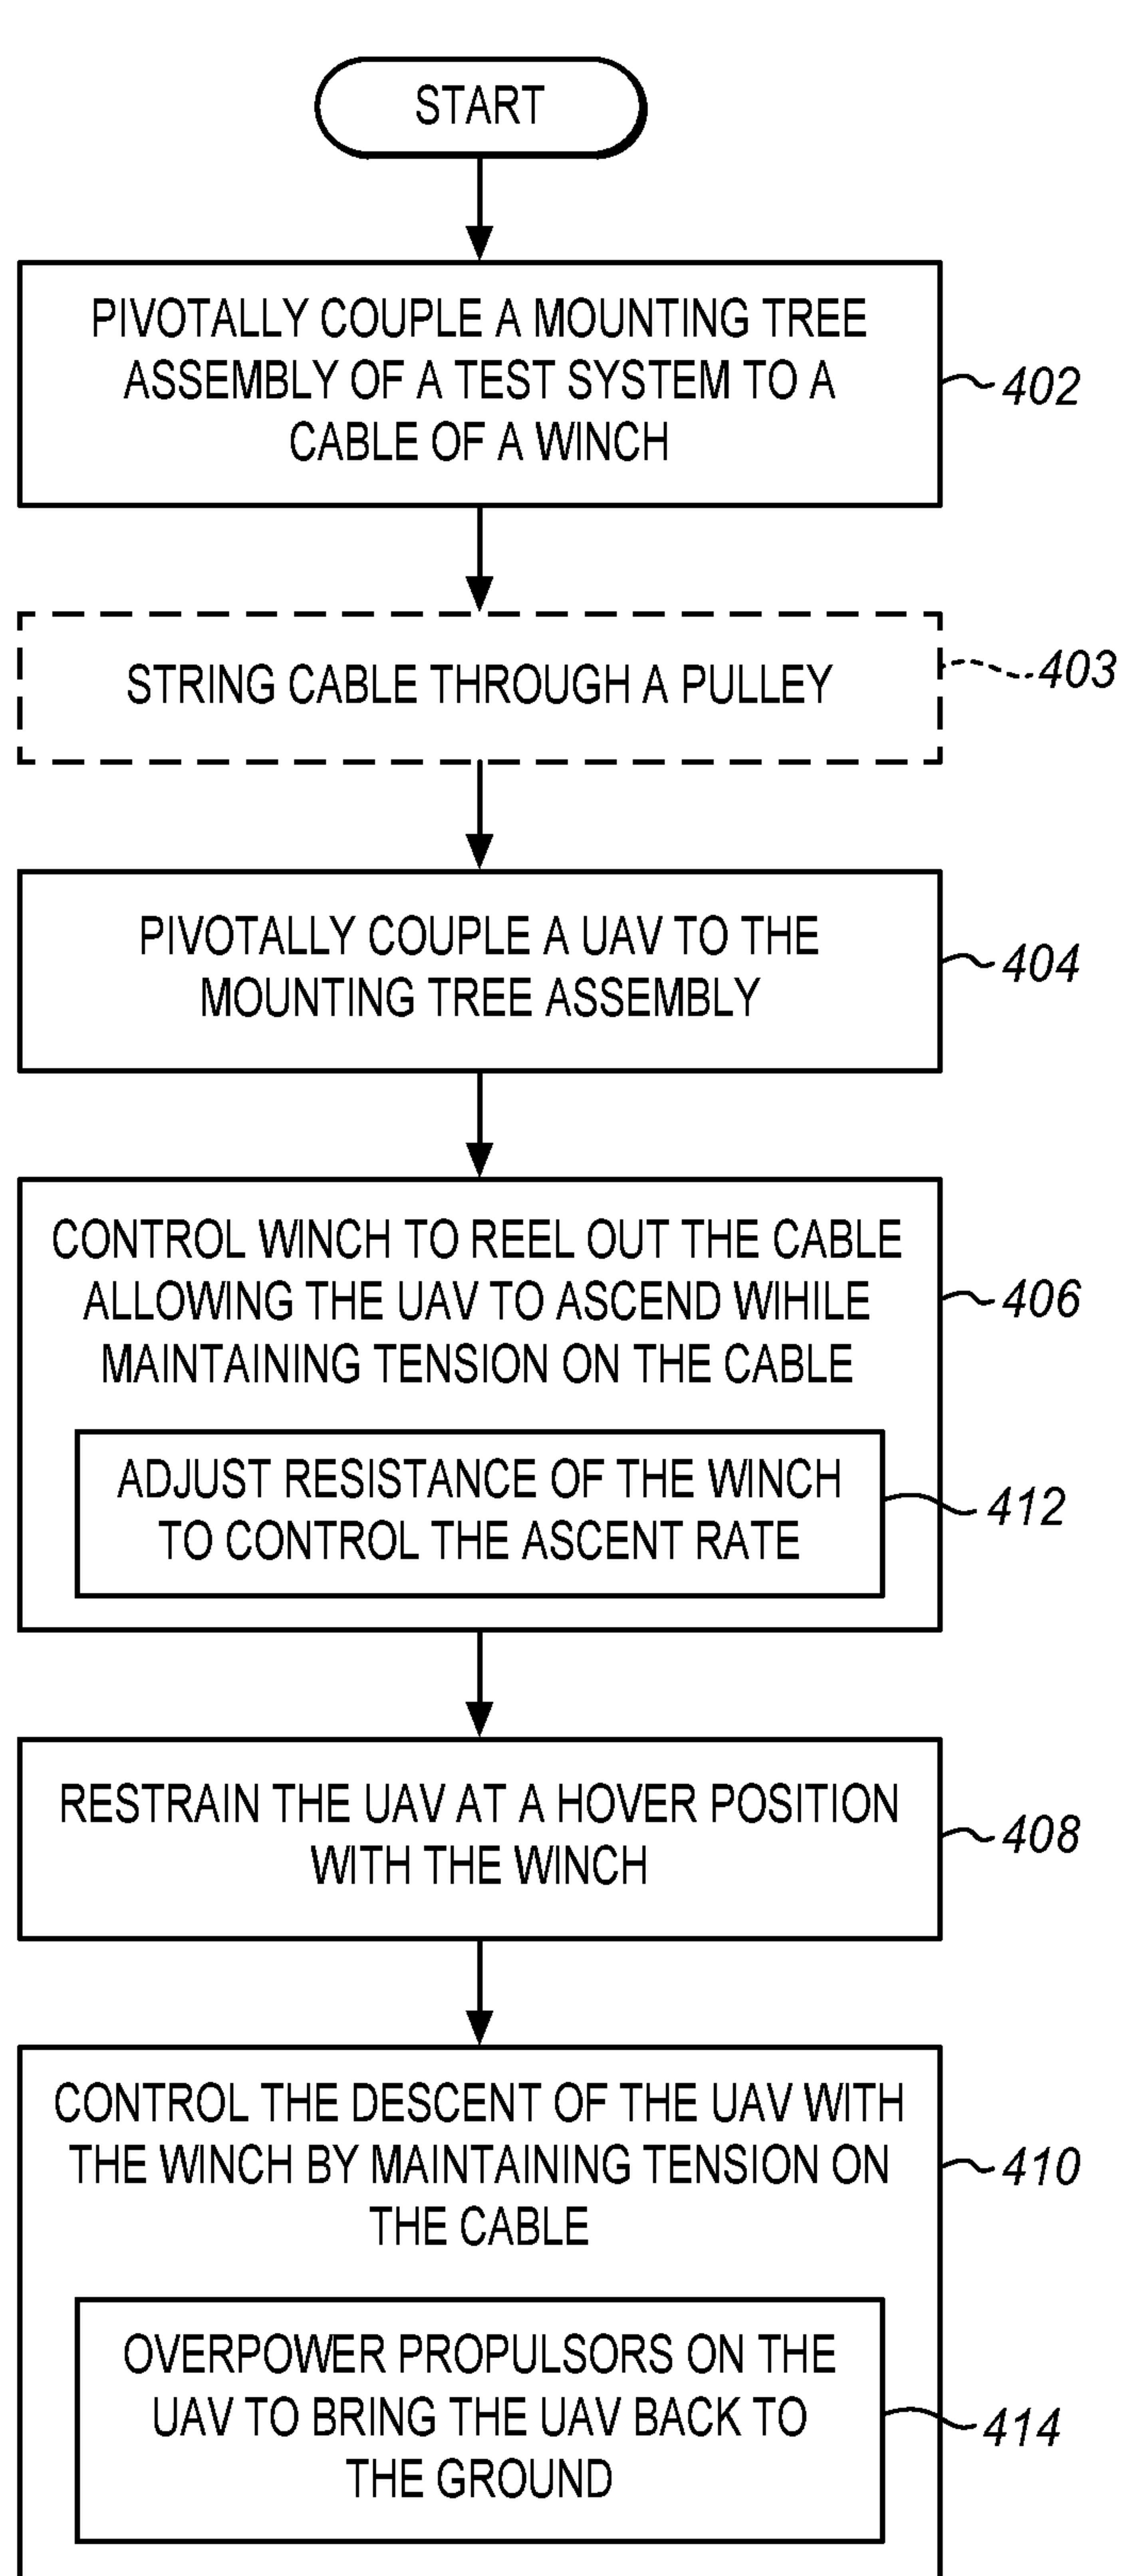 START
PIVOTALLY COUPLE A MOUNTING TREE
ASSEMBLY OF A TEST SYSTEM TO A
CABLE OF A WINCH
402
STRING CABLE THROUGH A PULLEY
403
PIVOTALLY COUPLE A UAV TO THE
MOUNTING TREE ASSEMBLY
404
CONTROL WINCH TO REEL OUT THE CABLE
ALLOWING THE UAV TO ASCEND WHILE
MAINTAINING TENSION ON THE CABLE
406
ADJUST RESISTANCE OF THE WINCH
TO CONTROL THE ASCENT RATE
412
RESTRAIN THE UAV AT A HOVER POSITION
WITH THE WINCH
408
CONTROL THE DESCENT OF THE UAV WITH
THE WINCH BY MAINTAINING TENSION ON
THE CABLE
410
OVERPOWER PROPULSORS ON THE
UAV TO BRING THE UAV BACK TO
THE GROUND
414